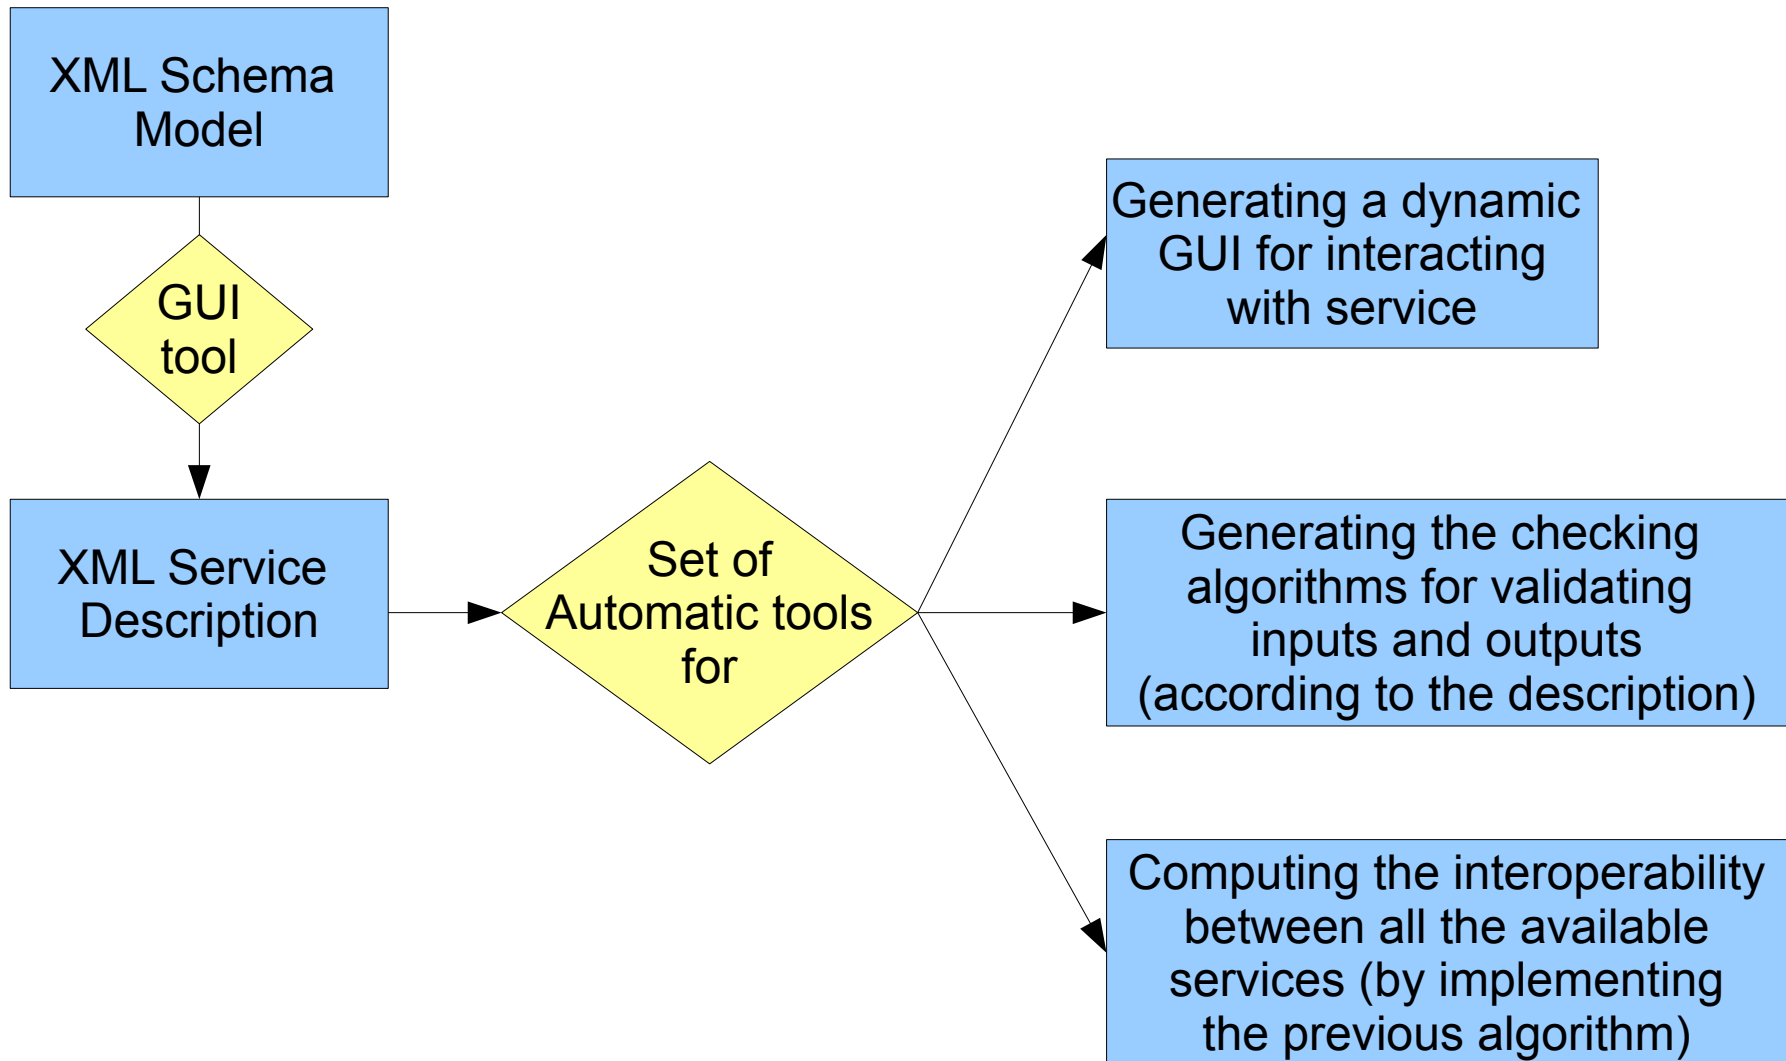 XML Schema
Model
GUI
tool
XML Service
Description
Set of
Automatic tools
for
Generating a dynamic
GUI for interacting
with service
Generating the checking
algorithms for validating
inputs and outputs
(according to the description)
Computing the interoperability
between all the available
services (by implementing
the previous algorithm)